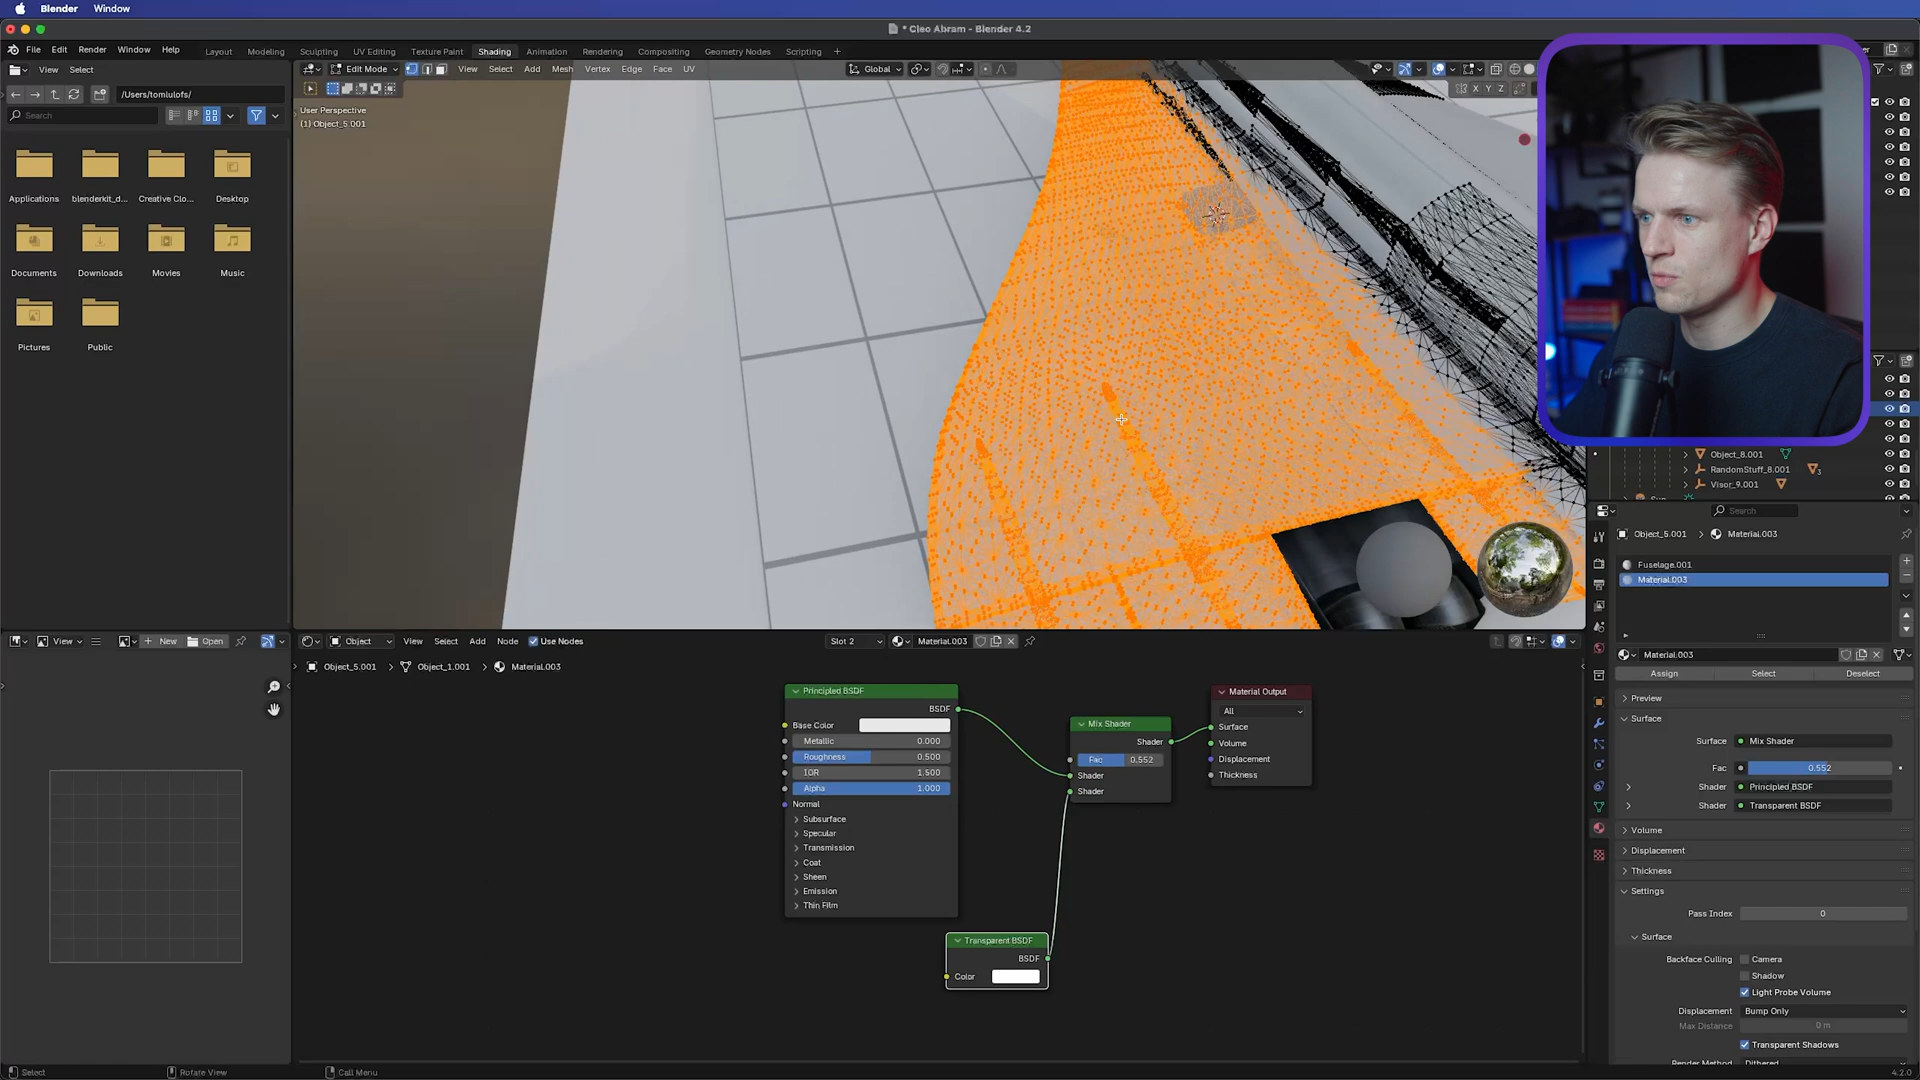 Blender Window
* Cleo Abram - Blender 4.2
File Edit Render Window Help Layout Modeling Sculpting UV Editing Texture Paint Shading Animation Rendering Compositing Geometry Nodes Scripting +
View Select
Edit Mode View Select Add Mesh Vertex Edge Face UV Global
/Users/tomlulofs/
X Y Z
Search
User Perspective
(1) Object_5.001
Applications blenderkit_d... Creative Clo... Desktop
Documents Downloads Movies Music
Pictures Public
Object_8.001
RandomStuff_8.001 3
Visor_9.001
Search
Object_5.001 Material.003
Fuselage.001
Material.003
View New Open
Object View Select Add Node Use Nodes Slot 2 Material.003
Object_5.001 Object_1.001 Material.003
Material.003
Assign Select Deselect
Preview
Surface
Surface Mix Shader
Fac 0.552
Shader Principled BSDF
Shader Transparent BSDF
Volume
Displacement
Thickness
Settings
Pass Index 0
Surface
Backface Culling Camera
Shadow
Light Probe Volume
Displacement Bump Only
Max Distance 0 m
Transparent Shadows
Render Method Dithered
Principled BSDF
BSDF
Base Color
Metallic 0.000
Roughness 0.500
IOR 1.500
Alpha 1.000
Normal
Subsurface
Specular
Transmission
Coat
Sheen
Emission
Thin Film
Mix Shader
Shader
Fac 0.552
Shader
Shader
Material Output
All
Surface
Volume
Displacement
Thickness
Transparent BSDF
BSDF
Color
Select Rotate View Call Menu 4.2.0